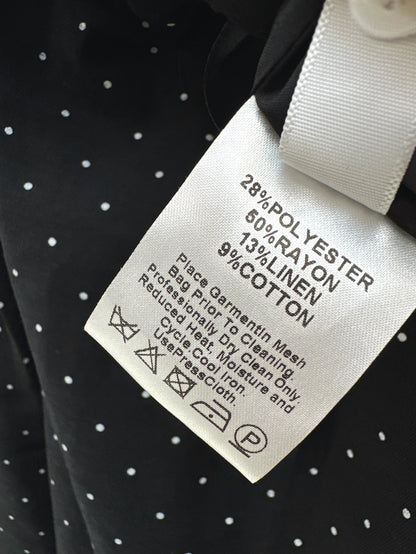 28%POLYESTER
50%RAYON
13%LINEN
9%COTTON
Place Garmentin Mesh
Bag Prior To Cleaning
Professionally Dry Clean Only
Reduced Heat, Moisture and
Cycle Cool Iron.
UsePressCloth.
P